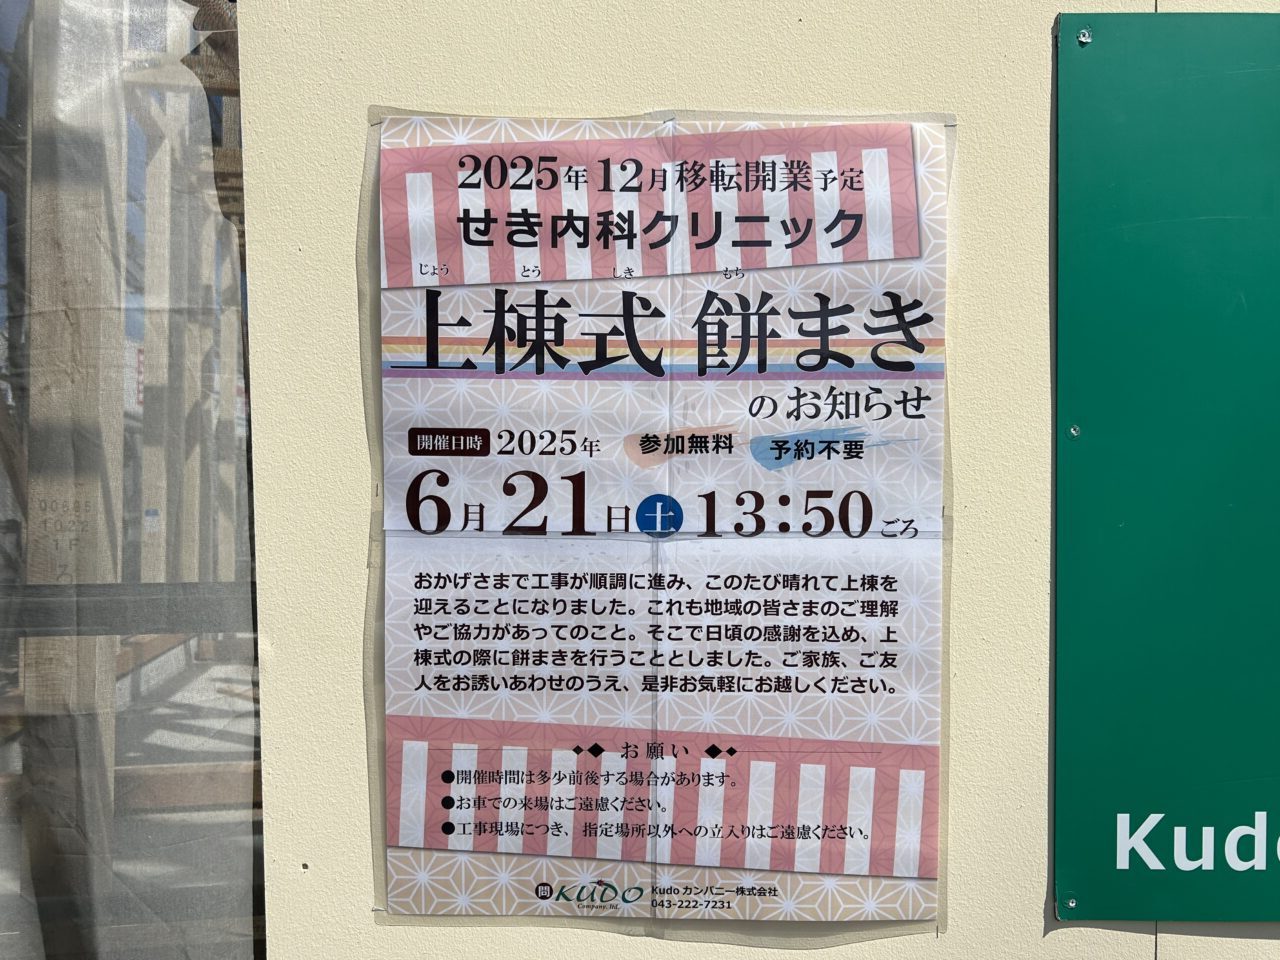 2025年 12月移転開業予定
せき内科クリニック
じょう とう しき もち
上棟式 餅まき
のお知らせ
開催日時 2025年 参加無料 予約不要
6月21日土13:50ごろ
おかげさまで工事が順調に進み、このたび晴れて上棟を
迎えることになりました。これも地域の皆さまのご理解
やご協力があってのこと。そこで日頃の感謝を込め、上
棟式の際に餅まきを行うこととしました。ご家族、ご友
人をお誘いあわせのうえ、是非お気軽にお越しください。
お願い
●開催時間は多少前後する場合があります。
●お車での来場はご遠慮ください。
●工事現場につき、指定場所以外への立入りはご遠慮ください。
問 KUDO Company, ltd. Kudo カンパニー株式会社
043-222-7231
Kud